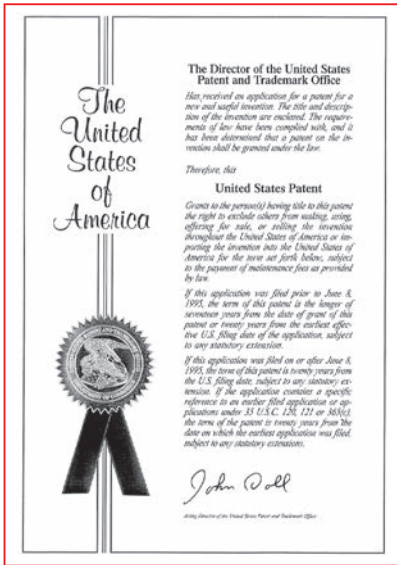 The
United
States
of
America
The Director of the United States
Patent and Trademark Office
Has received an application for a patent for a
new and useful invention. The title and descrip-
tion of the invention are enclosed. The require-
ments of law have been complied with, and it
has been determined that a patent on the in-
vention shall be granted under the law.
Therefore, this
United States Patent
Grants to the person(s) having title to this patent
the right to exclude others from making, using,
offering for sale, or selling the invention
throughout the United States of America or im-
porting the invention into the United States of
America for the term set forth below, subject
to the payment of maintenance fees as provided
by law.
If this application was filed prior to June 8,
1995, the term of this patent is the longer of
seventeen years from the date of grant of this
patent or twenty years from the earliest effec-
tive U.S. filing date of the application, subject
to any statutory extension.
If this application was filed on or after June 8,
1995, the term of this patent is twenty years from
the U.S. filing date, subject to any statutory ex-
tension. If the application contains a specific
reference to an earlier filed application or ap-
plications under 35 U.S.C. 120, 121 or 365(c),
the term of the patent is twenty years from the
date on which the earliest application was filed,
subject to any statutory extensions.
John Doll
Acting Director of the United States Patent and Trademark Office